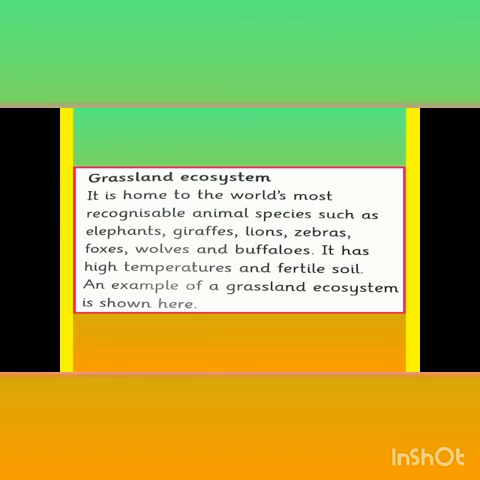 Grassland ecosystem
It is home to the world's most
recognisable animal species such as
elephants, giraffes, lions, zebras,
foxes, wolves and buffaloes. It has
high temperatures and fertile soil.
An example of a grassland ecosystem
is shown here.
InShOt